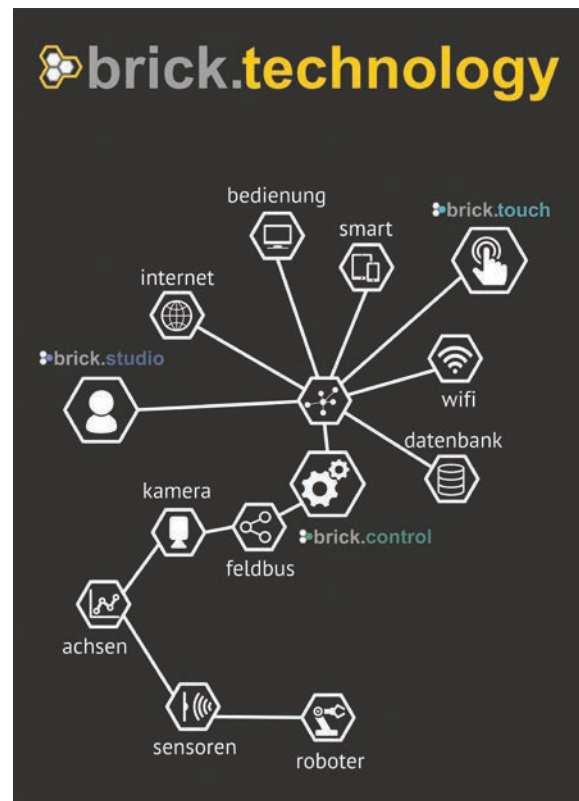 brick.technology
bedienung
smart
brick.touch
internet
brick.studio
wifi
datenbank
kamera
brick.control
feldbus
achsen
sensoren
roboter